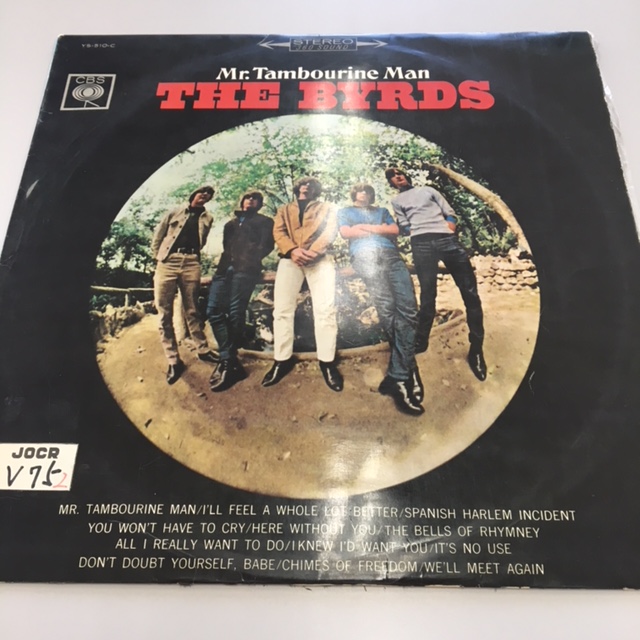 YS-510-C
STEREO
360 SOUND
CBS
Mr. Tambourine Man
THE BYRDS
JOCR
V 752
MR. TAMBOURINE MAN/I'LL FEEL A WHOLE LOT BETTER/SPANISH HARLEM INCIDENT
YOU WON'T HAVE TO CRY/HERE WITHOUT YOU/THE BELLS OF RHYMNEY
ALL I REALLY WANT TO DO/I KNEW I'D WANT YOU/IT'S NO USE
DON'T DOUBT YOURSELF, BABE/CHIMES OF FREEDOM/WE'LL MEET AGAIN